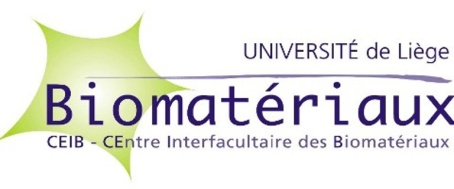 UNIVERSITÉ de Liège
Biomatériaux
CEIB - CEntre Interfacultaire des Biomatériaux